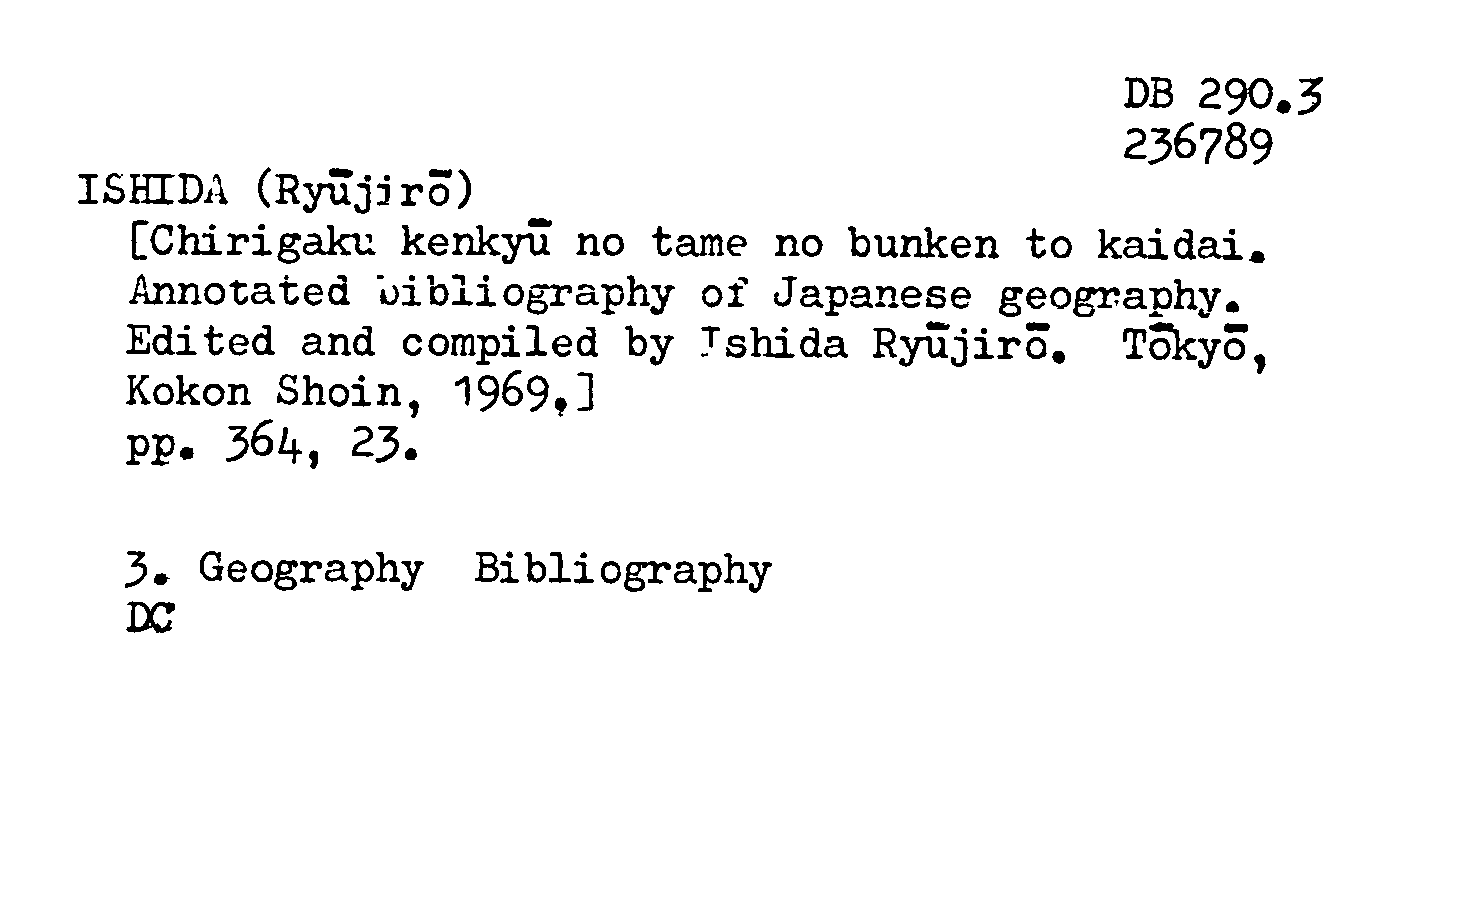 DB 290.3
236789
ISHIDA (Ryūjirō)
[Chirigaku kenkyū no tame no bunken to kaidai.
Annotated bibliography of Japanese geography.
Edited and compiled by Ishida Ryūjirō. Tōkyō,
Kokon Shoin, 1969.]
pp. 364, 23.
3. Geography Bibliography
DC